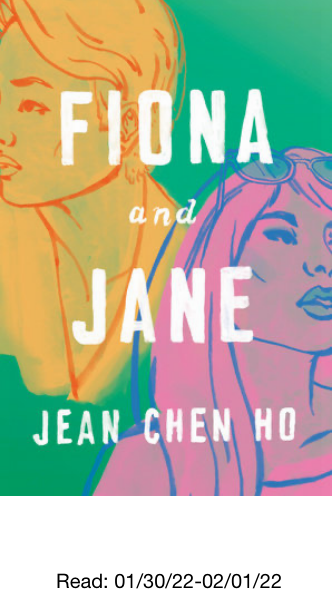 FIONA
and
JANE
JEAN CHEN HO
Read: 01/30/22-02/01/22